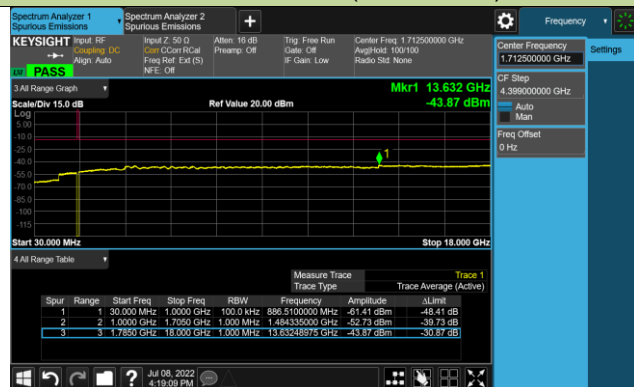 Spectrum Analyzer 1
Spurious Emissions
Spectrum Analyzer 2
Spurious Emissions
Frequency
KEYSIGHT
Input: RF
Coupling: DC
Align: Auto
Input Z: 50 Ω
Corr CCorr RCal
Freq Ref: Ext (S)
NFE: Off
Atten: 16 dB
Preamp: Off
Trig: Free Run
Gate: Off
IF Gain: Low
Center Freq: 1.712500000 GHz
Avg|Hold: 100/100
Radio Std: None
PASS
Center Frequency
1.712500000 GHz
Settings
CF Step
4.399000000 GHz
Auto
Man
Freq Offset
0 Hz
3 All Range Graph
Mkr1 13.632 GHz
Scale/Div 15.0 dB
Ref Value 20.00 dBm
-43.87 dBm
Log
5.00
-10.0
-25.0
-40.0
-55.0
-70.0
-85.0
-100
-115
1
Start 30.000 MHz
Stop 18.000 GHz
4 All Range Table
Measure Trace Trace 1
Trace Type Trace Average (Active)
Spur Range Start Freq Stop Freq RBW Frequency Amplitude ΔLimit
1 1 30.000 MHz 1.0000 GHz 100.0 kHz 886.5100000 MHz -61.41 dBm -48.41 dB
2 2 1.0000 GHz 1.7050 GHz 1.000 MHz 1.484335000 GHz -52.73 dBm -39.73 dB
3 3 1.7850 GHz 18.000 GHz 1.000 MHz 13.63248975 GHz -43.87 dBm -30.87 dB
Jul 08, 2022
4:19:09 PM